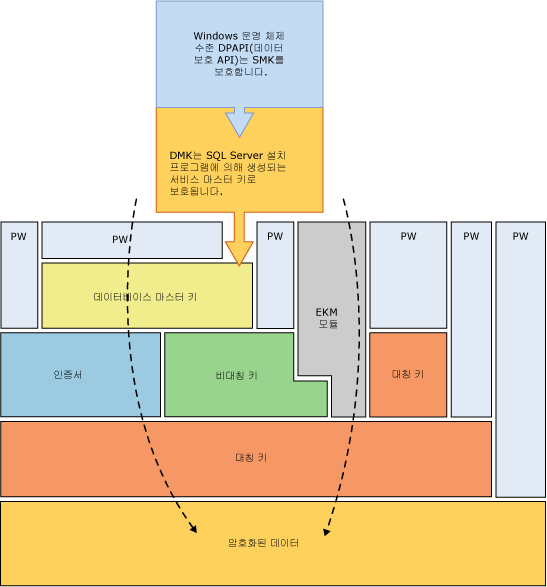 Windows 운영 체제
수준 DPAPI(데이터
보호 API)는 SMK를
보호합니다.
DMK는 SQL Server 설치
프로그램에 의해 생성되는
서비스 마스터 키로
보호됩니다.
PW
PW
PW
PW
PW
PW
데이터베이스 마스터 키
EKM
모듈
인증서
비대칭 키
대칭 키
대칭 키
암호화된 데이터